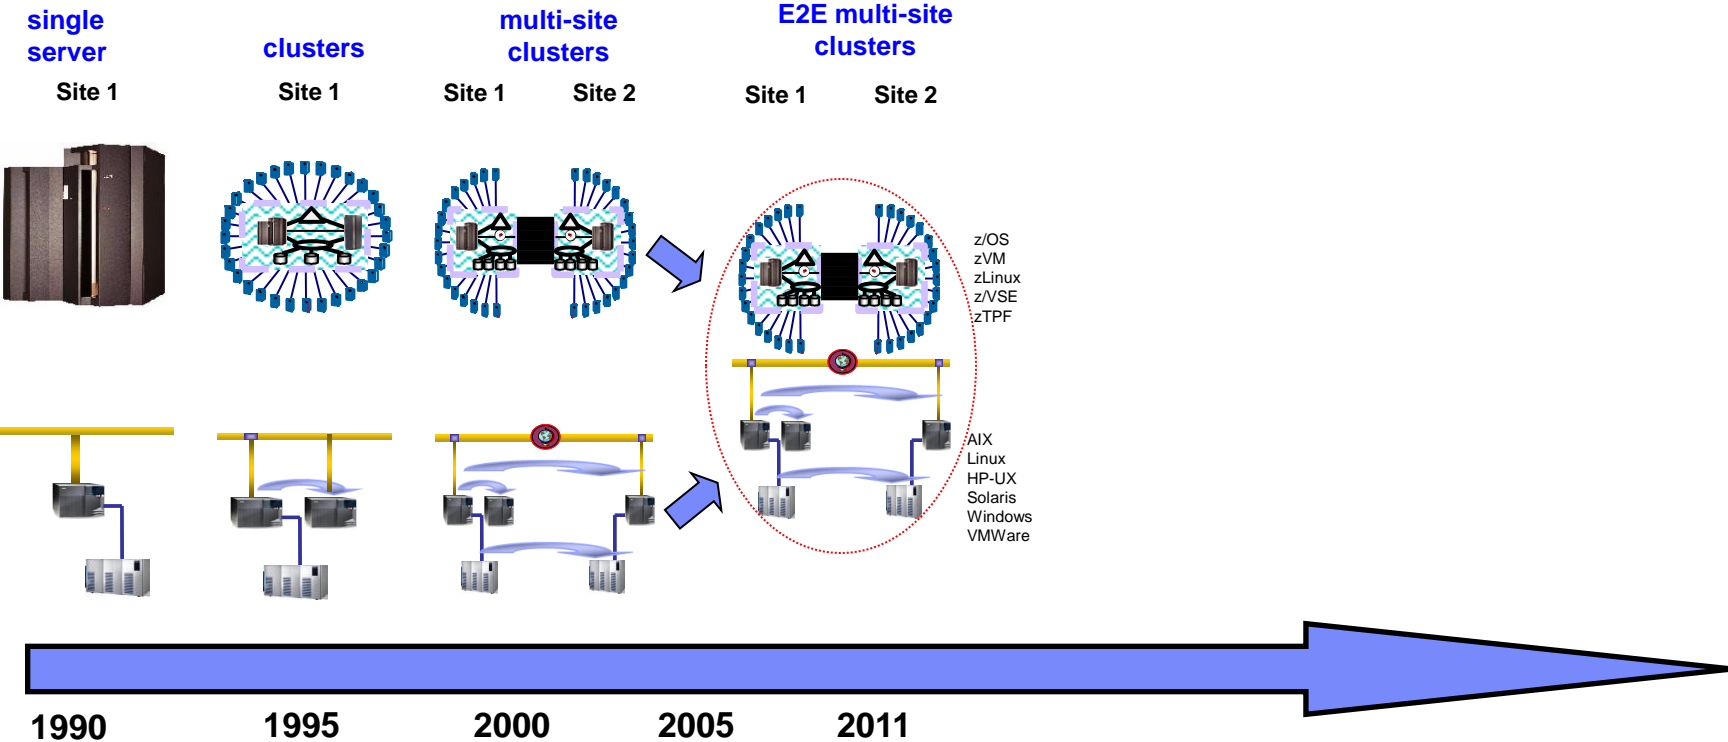 single
server
Site 1
clusters
Site 1
multi-site
clusters
Site 1
Site 2
E2E multi-site
clusters
Site 1
Site 2
z/OS
zVM
zLinux
z/VSE
zTPF
AIX
Linux
HP-UX
Solaris
Windows
VMWare
1990
1995
2000
2005
2011